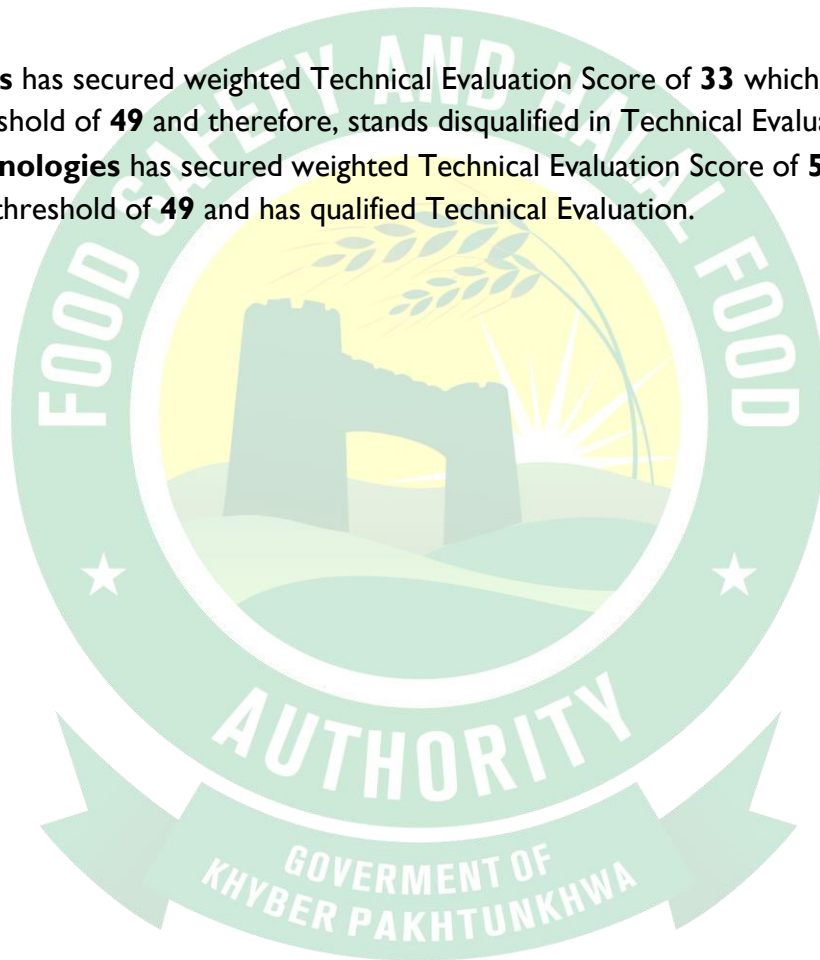 s has secured weighted Technical Evaluation Score of 33 which
shold of 49 and therefore, stands disqualified in Technical Evalua
nologies has secured weighted Technical Evaluation Score of 5
threshold of 49 and has qualified Technical Evaluation.
FOOD SAFETY AND HALAL FOOD
AUTHORITY
GOVERMENT OF
KHYBER PAKHTUNKHWA